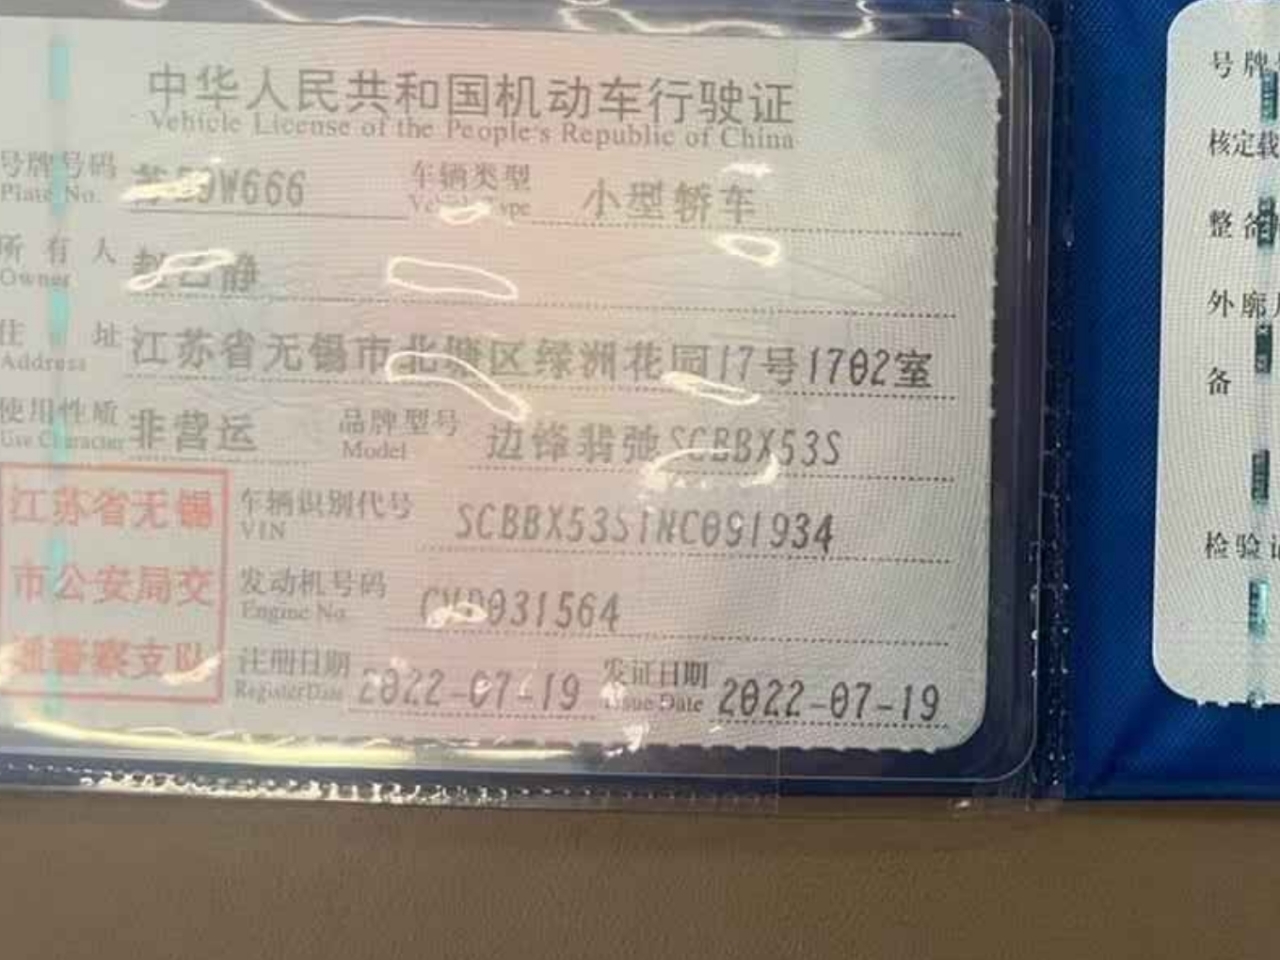 中华人民共和国机动车行驶证
Vehicle License of the People's Republic of China
号牌号码 9W666 车辆类型 小型轿车
Plate No. Vehicle Type
所有人 静
Owner
住址 江苏省无锡市北塘区绿洲花园17号1702室
Address
使用性质 非营运 品牌型号 SCBBX53S
Use Character Model
江苏省无锡
市公安局交
通警察支队
车辆识别代号 SCBBX53S1NC091934
VIN
发动机号码 031564
Engine No.
注册日期 2022-07-19 发证日期 2022-07-19
Register Date Issue Date
号牌
核定载
整备
外廓
备
检验